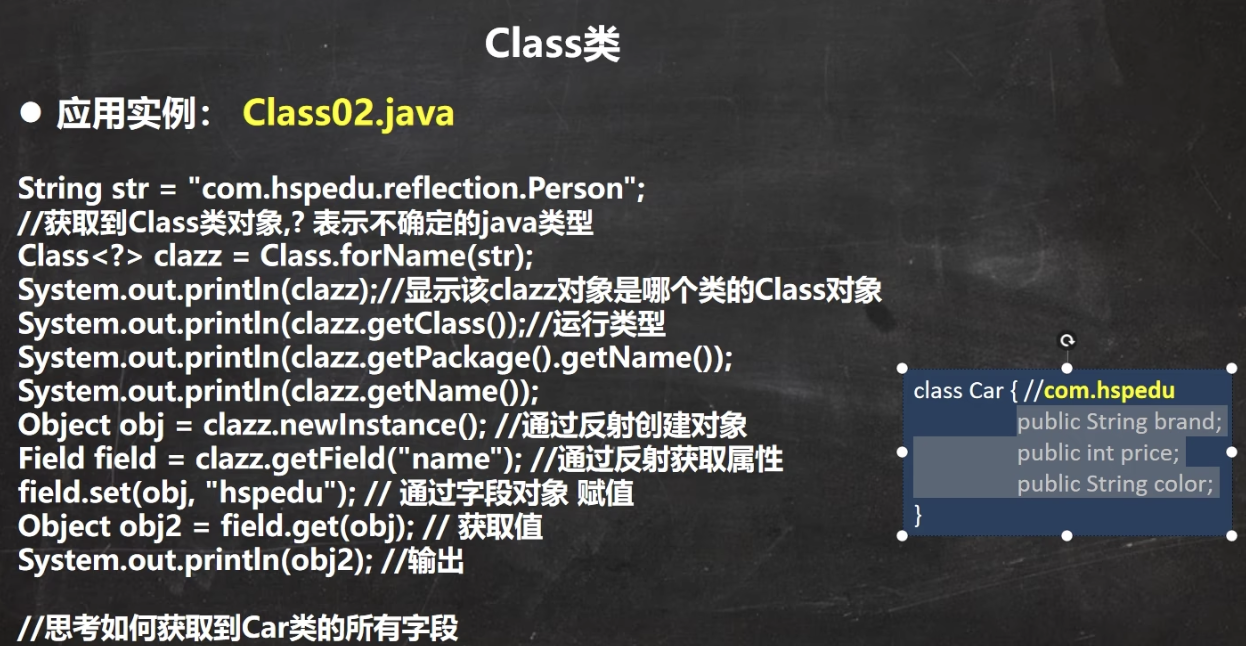 Class类
● 应用实例： Class02.java
String str = "com.hspedu.reflection.Person";
//获取到Class类对象,? 表示不确定的java类型
Class<?> clazz = Class.forName(str);
System.out.println(clazz);//显示该clazz对象是哪个类的Class对象
System.out.println(clazz.getClass());//运行类型
System.out.println(clazz.getPackage().getName());
System.out.println(clazz.getName());
Object obj = clazz.newInstance(); //通过反射创建对象
Field field = clazz.getField("name"); //通过反射获取属性
field.set(obj, "hspedu"); // 通过字段对象 赋值
Object obj2 = field.get(obj); // 获取值
System.out.println(obj2); //输出
//思考如何获取到Car类的所有字段
class Car { //com.hspedu
public String brand;
public int price;
public String color;
}